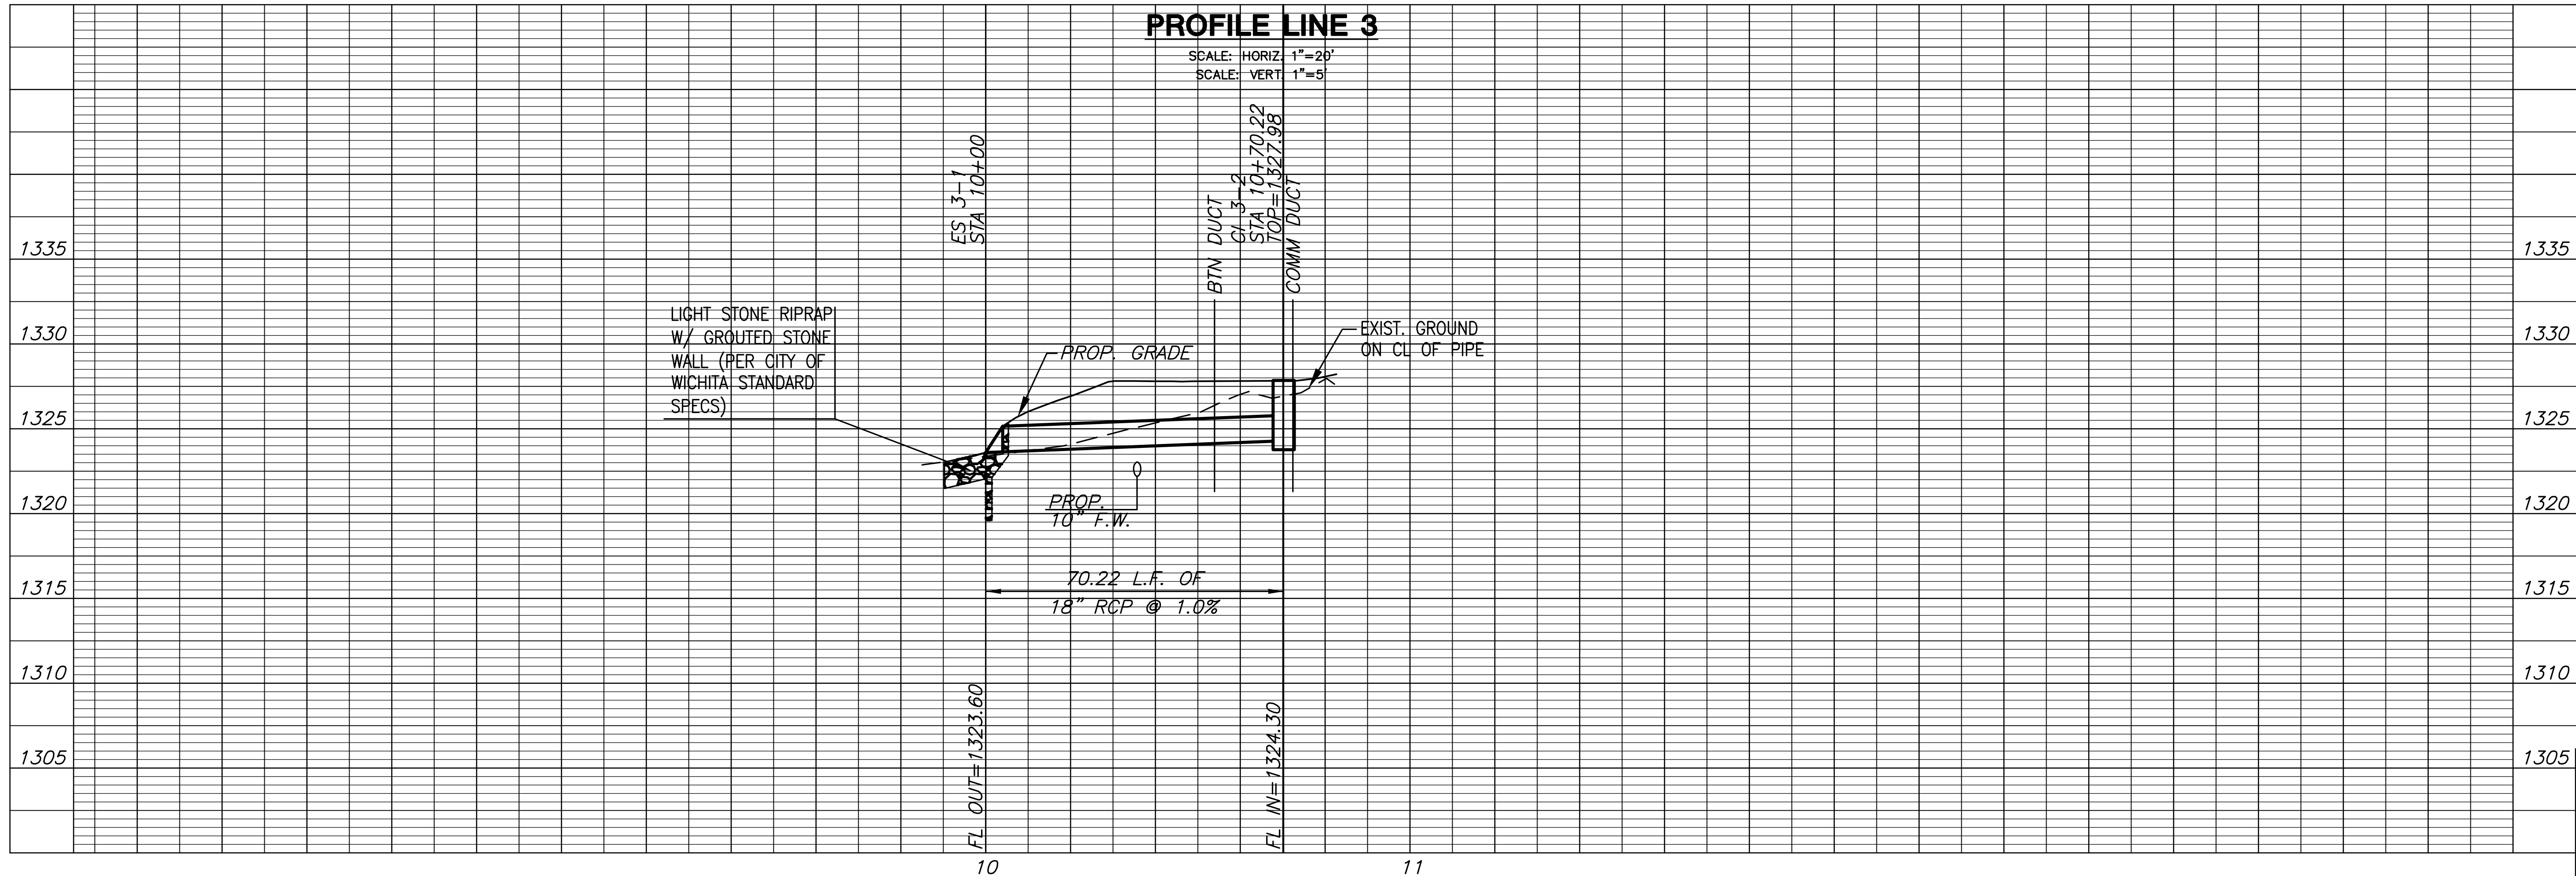 PROFILE LINE 3
SCALE: HORIZ. 1"=20'
SCALE: VERT. 1"=5'
ES 3-1
STA 10+00
BTN DUCT
CI 3-2
STA 10+70.22
TOP=1327.98
COMM DUCT
1335
1335
LIGHT STONE RIPRAP
W/ GROUTED STONE
WALL (PER CITY OF
WICHITA STANDARD
SPECS)
1330
1330
PROP. GRADE
EXIST. GROUND
ON CL OF PIPE
1325
1325
1320
1320
PROP.
10" F.W.
1315
1315
70.22 L.F. OF
18" RCP @ 1.0%
1310
1310
FL OUT=1323.60
FL IN=1324.30
1305
1305
10
11